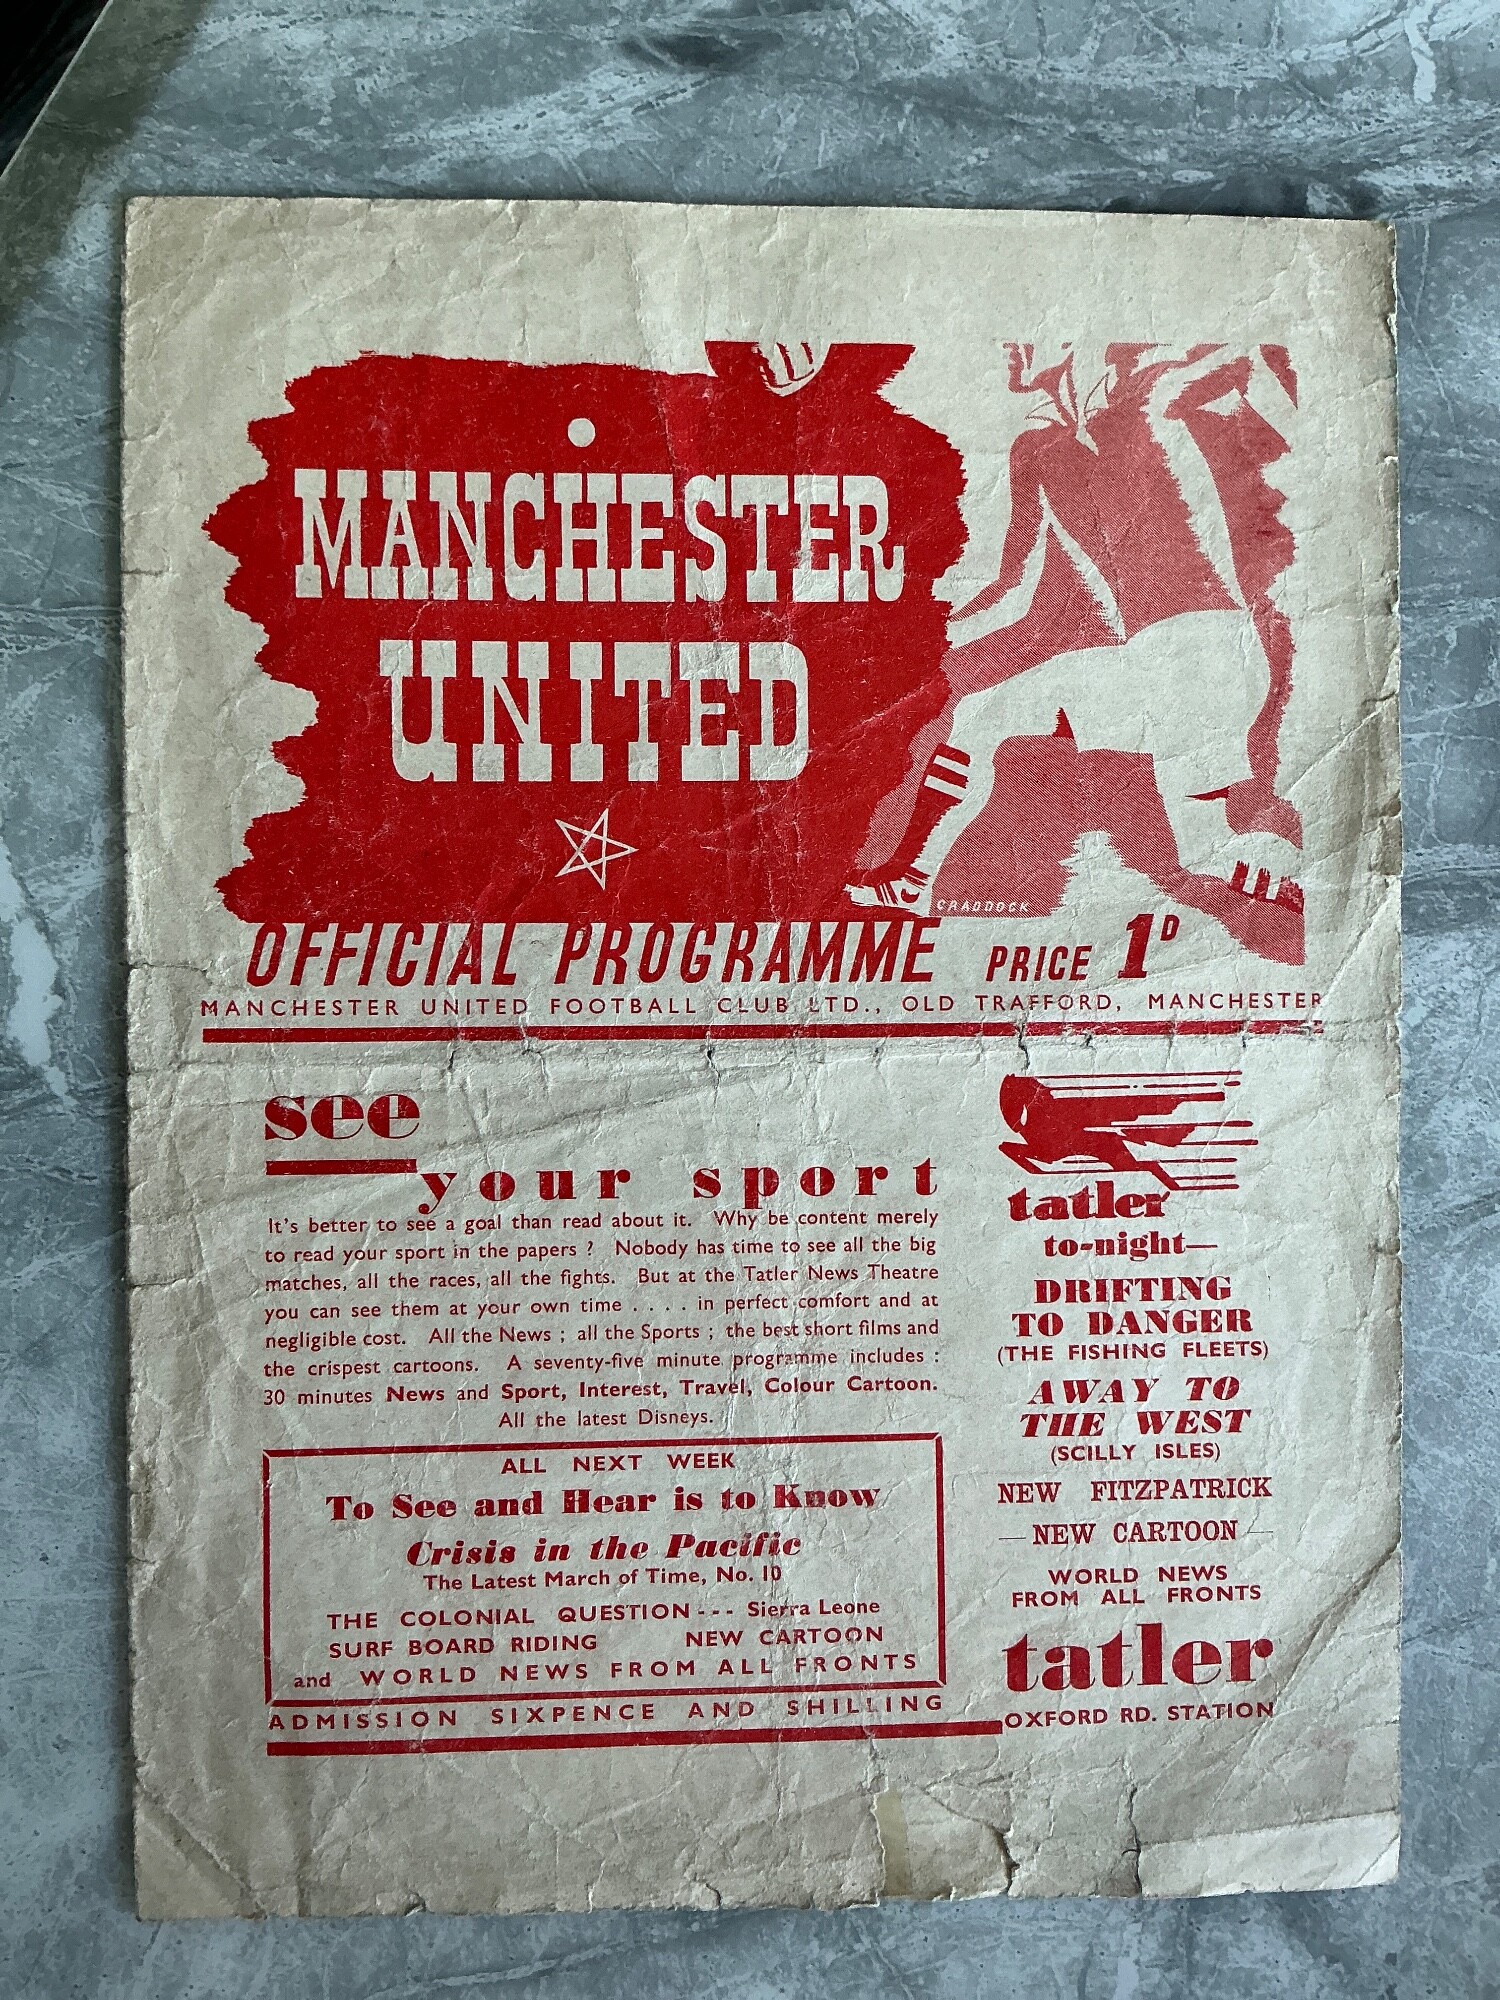 MANCHESTER
UNITED
CRADDOCK
OFFICIAL PROGRAMME PRICE 1D
MANCHESTER UNITED FOOTBALL CLUB LTD., OLD TRAFFORD, MANCHESTER
see
your sport
It's better to see a goal than read about it. Why be content merely
to read your sport in the papers ? Nobody has time to see all the big
matches, all the races, all the fights. But at the Tatler News Theatre
you can see them at your own time . . . . in perfect comfort and at
negligible cost. All the News ; all the Sports ; the best short films and
the crispest cartoons. A seventy-five minute programme includes :
30 minutes News and Sport, Interest, Travel, Colour Cartoon.
All the latest Disneys.
ALL NEXT WEEK
To See and Hear is to Know
Crisis in the Pacific
The Latest March of Time, No. 10
THE COLONIAL QUESTION - - - Sierra Leone
SURF BOARD RIDING NEW CARTOON
and WORLD NEWS FROM ALL FRONTS
ADMISSION SIXPENCE AND SHILLING
tatler
to-night—
DRIFTING
TO DANGER
(THE FISHING FLEETS)
AWAY TO
THE WEST
(SCILLY ISLES)
NEW FITZPATRICK
— NEW CARTOON —
WORLD NEWS
FROM ALL FRONTS
tatler
OXFORD RD. STATION